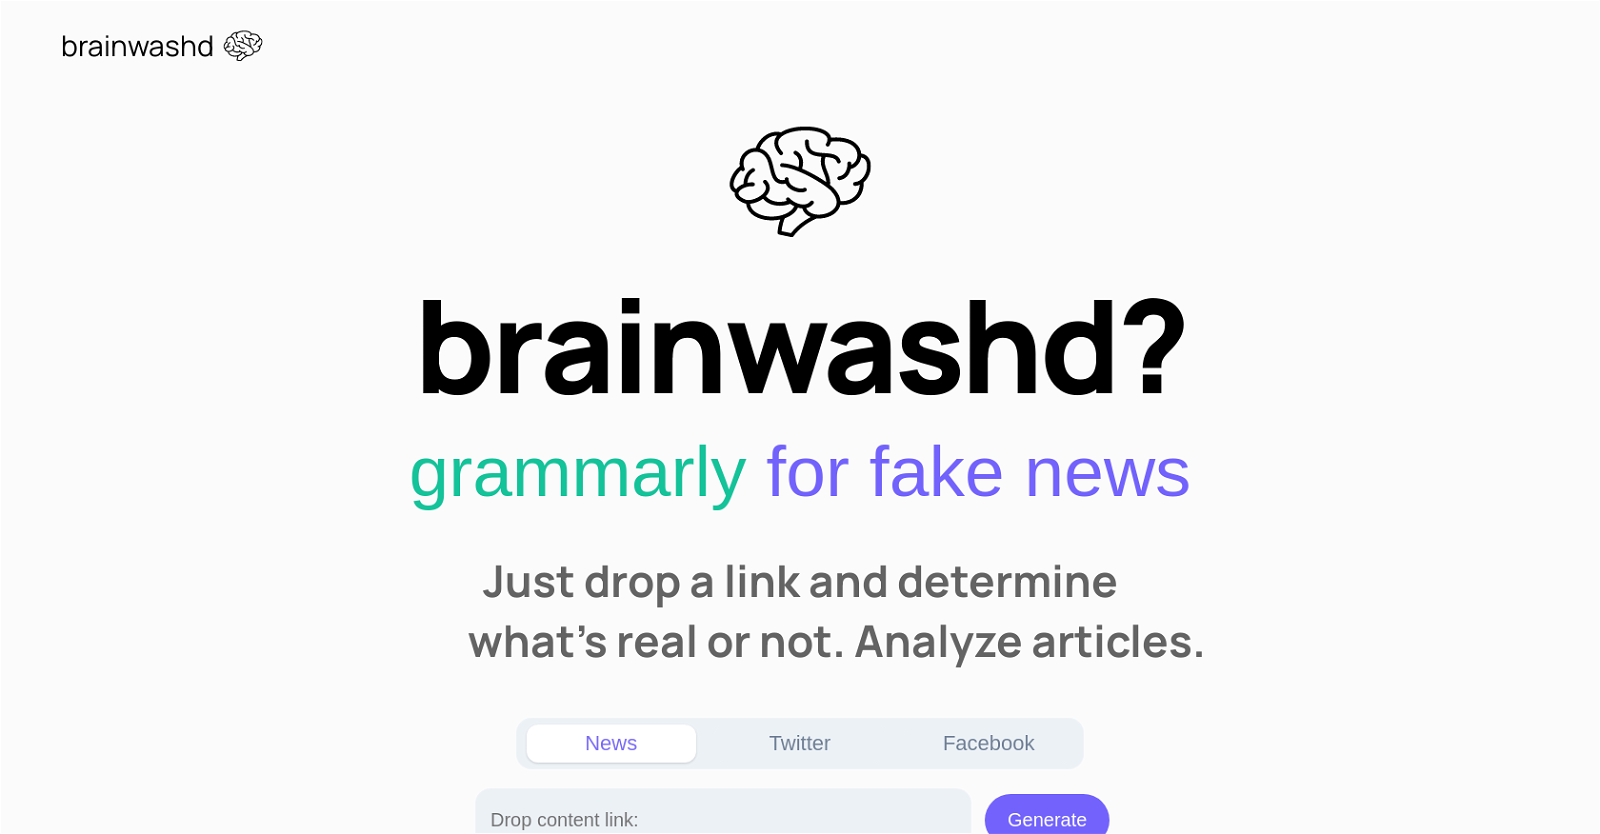 brainwashd
brainwashd?
grammarly for fake news
Just drop a link and determine
what's real or not. Analyze articles.
News Twitter Facebook
Drop content link: Generate